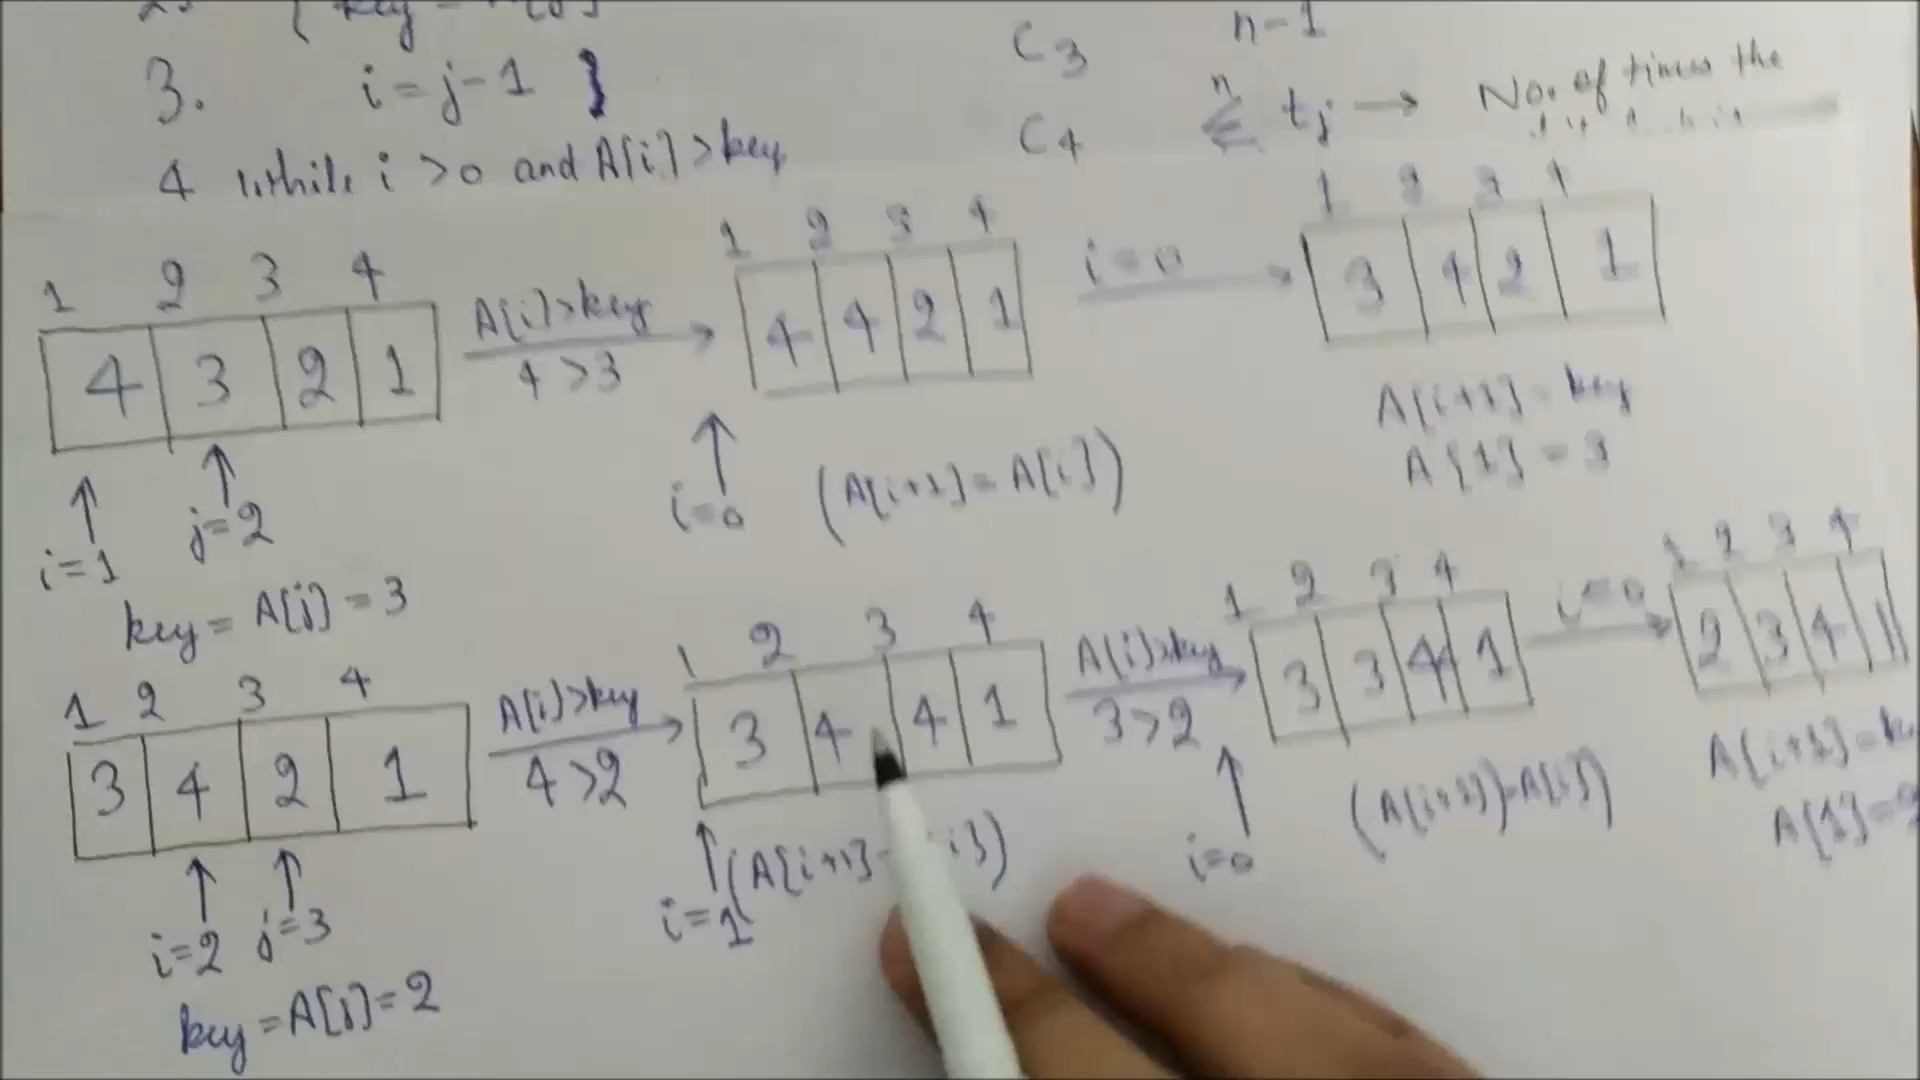 3. i = j-1 }
C3 n-1
4 while i >0 and A[i] >key
C4 n Σ tj → No. of times the
1 2 3 4
4 3 2 1
A[i]>key
4 >3
1 2 3 4
4 4 2 1
i=0
1 2 3 4
3 4 2 1
i=1
j=2
key = A[j] = 3
i=0
(A[i+1] = A[i])
A[i+1] = key
A[1] = 3
1 2 3 4
3 4 2 1
A[i]>key
4 >2
1 2 3 4
3 4 4 1
A[i]>key
3>2
1 2 3 4
3 3 4 1
i=0
1 2 3 4
2 3 4 1
i=2
j=3
key = A[j] = 2
i=1
(A[i+1] i])
i=0
(A[i+1] = A[i])
A[i+1] =
A[1] =